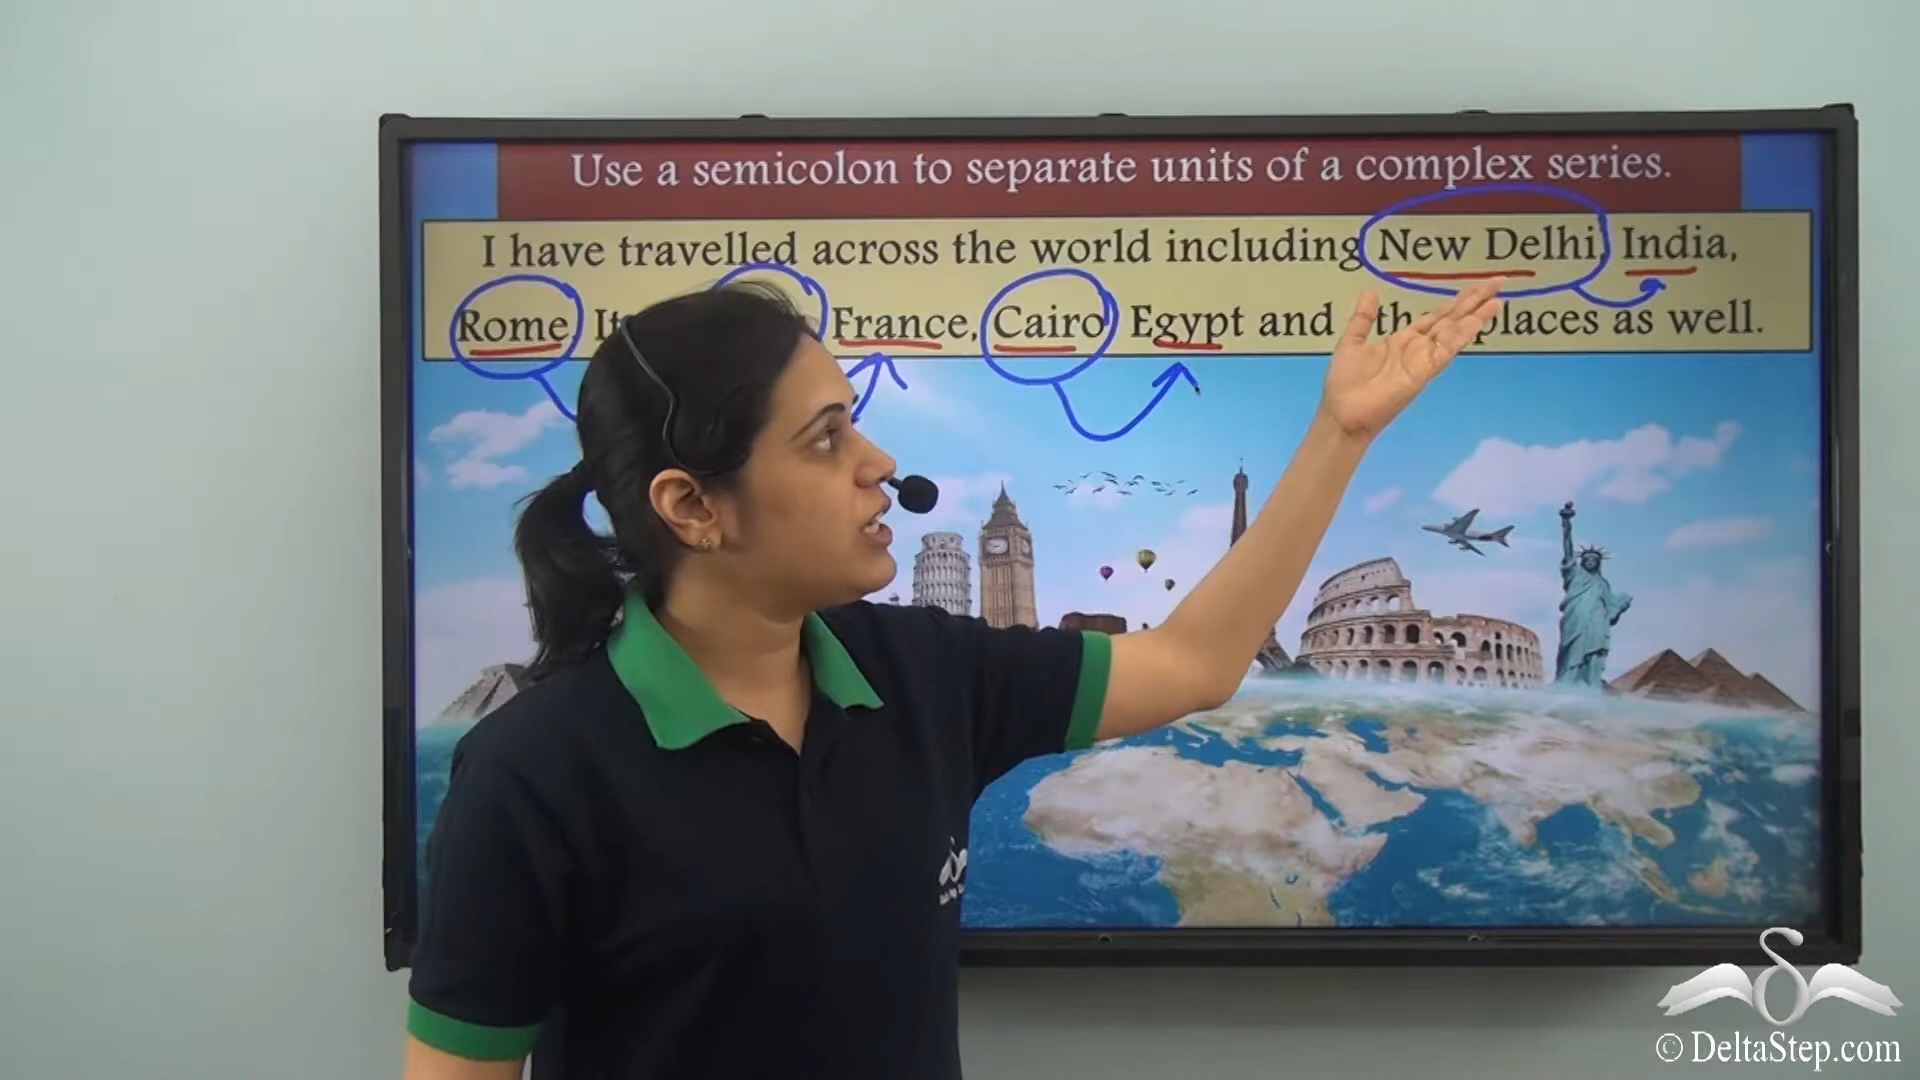 Use a semicolon to separate units of a complex series.
I have travelled across the world including New Delhi, India,
Rome, France, Cairo, Egypt and places as well.
© DeltaStep.com